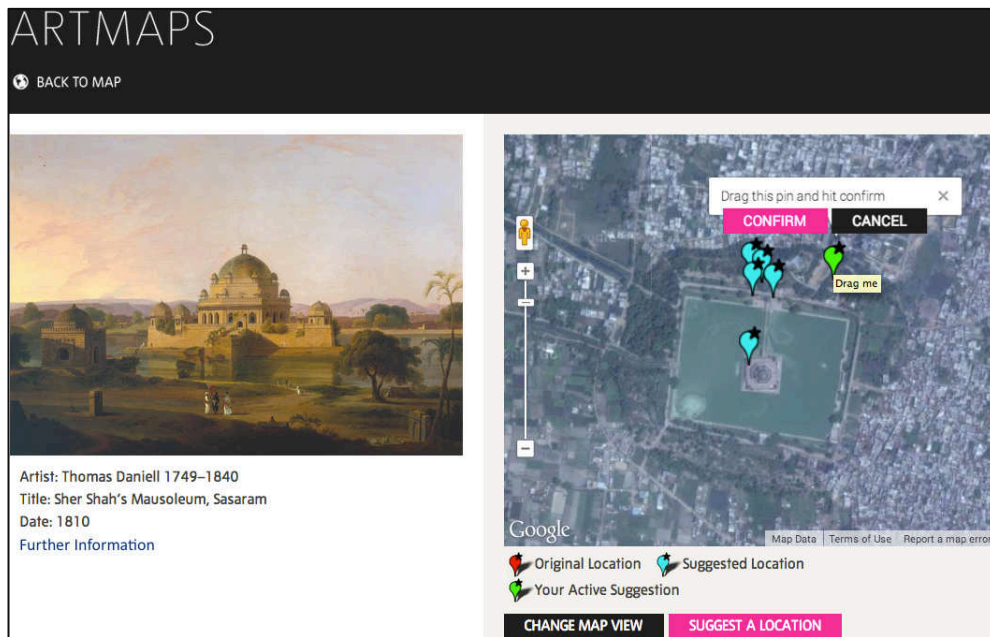 ARTMAPS
BACK TO MAP
Artist: Thomas Daniell 1749–1840
Title: Sher Shah's Mausoleum, Sasaram
Date: 1810
Further Information
Drag this pin and hit confirm ×
CONFIRM CANCEL
Drag me
+
−
Google
Map Data Terms of Use Report a map error
Original Location Suggested Location
Your Active Suggestion
CHANGE MAP VIEW SUGGEST A LOCATION